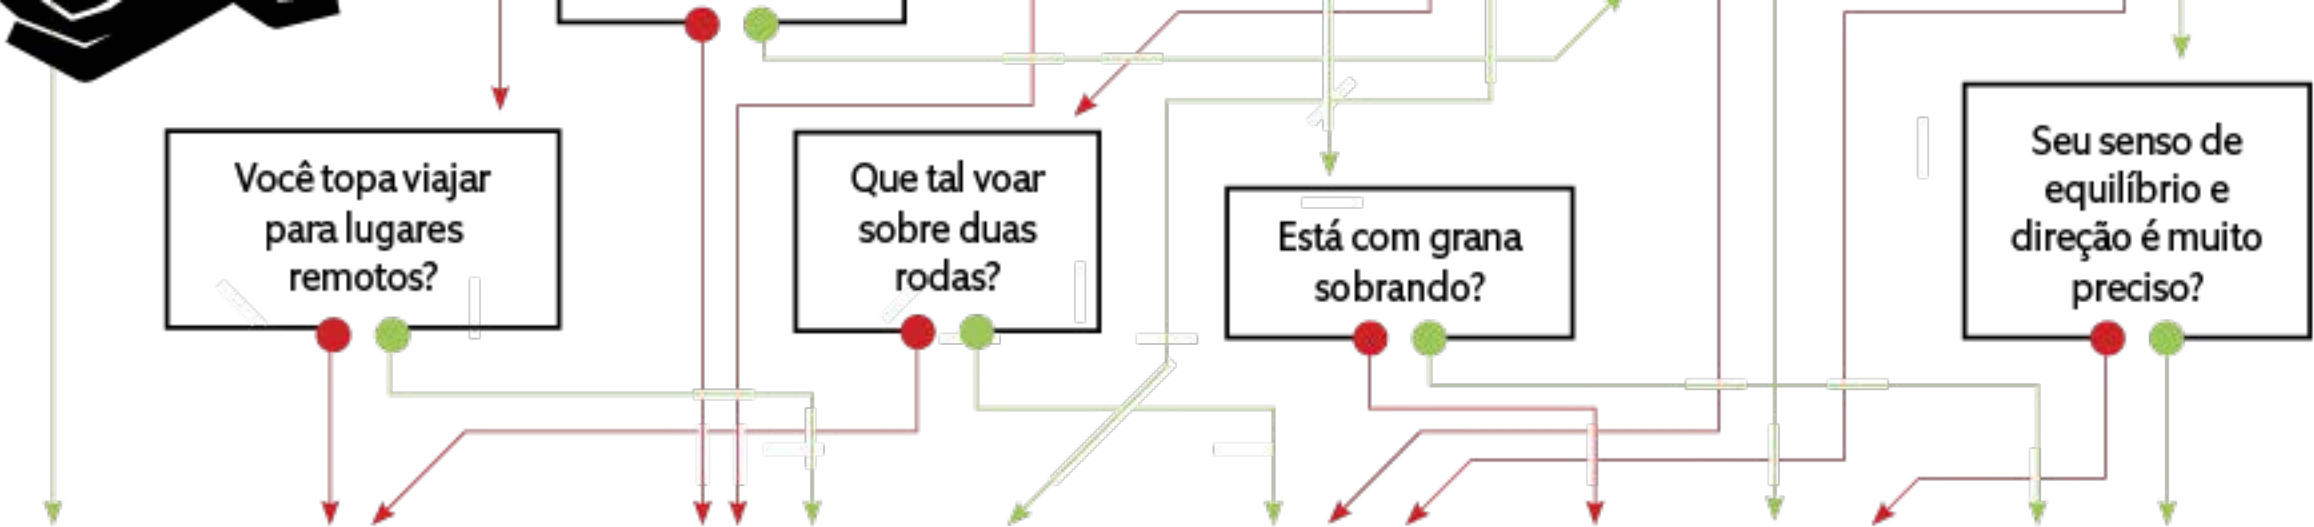 Você topa viajar
para lugares
remotos?
Que tal voar
sobre duas
rodas?
Está com grana
sobrando?
Seu senso de
equilíbrio e
direção é muito
preciso?